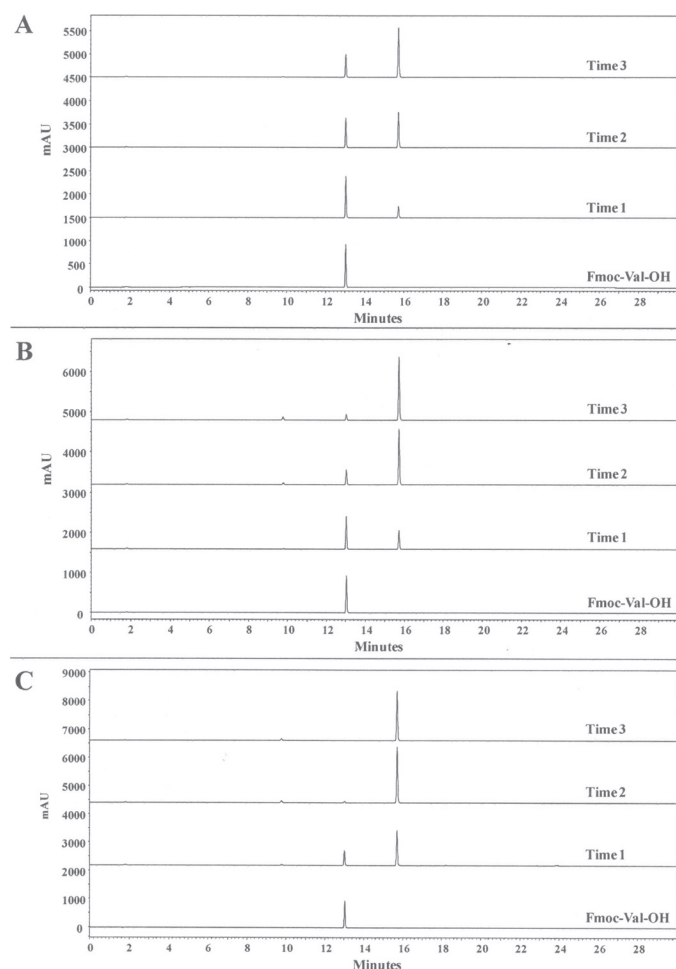 A
5500
5000
Time 3
4500
4000
3500
mAU
Time 2
3000
2500
2000
Time 1
1500
1000
500
Fmoc-Val-OH
0
0 2 4 6 8 10 12 14 16 18 20 22 24 26 28
Minutes
B
6000
5000
Time 3
mAU
4000
Time 2
3000
2000
Time 1
1000
Fmoc-Val-OH
0
0 2 4 6 8 10 12 14 16 18 20 22 24 26 28
Minutes
C
9000
8000
7000
Time 3
6000
mAU
5000
Time 2
4000
3000
Time 1
2000
1000
Fmoc-Val-OH
0
0 2 4 6 8 10 12 14 16 18 20 22 24 26 28
Minutes